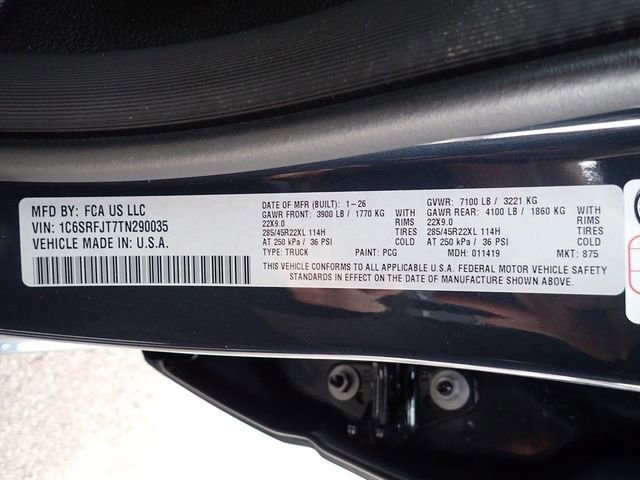 MFD BY: FCA US LLC
VIN: 1C6SRFJT7TN290035
VEHICLE MADE IN U.S.A.
DATE OF MFR (BUILT): 1-26 GVWR: 7100 LB / 3221 KG
GAWR FRONT: 3900 LB / 1770 KG WITH GAWR REAR: 4100 LB / 1860 KG WITH
22X9.0 RIMS 22X9.0 RIMS
285/45R22XL 114H TIRES 285/45R22XL 114H TIRES
AT 250 kPa / 36 PSI AT 250 kPa / 36 PSI
TYPE: TRUCK PAINT: PCG MDH: 011419 MKT: 875
THIS VEHICLE CONFORMS TO ALL APPLICABLE U.S.A. FEDERAL MOTOR VEHICLE SAFETY
STANDARDS IN EFFECT ON THE DATE OF MANUFACTURE SHOWN ABOVE.